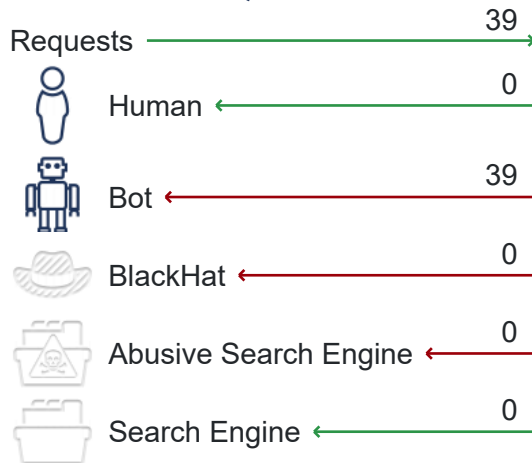 39
Requests
0
Human
39
Bot
0
BlackHat
0
Abusive Search Engine
0
Search Engine